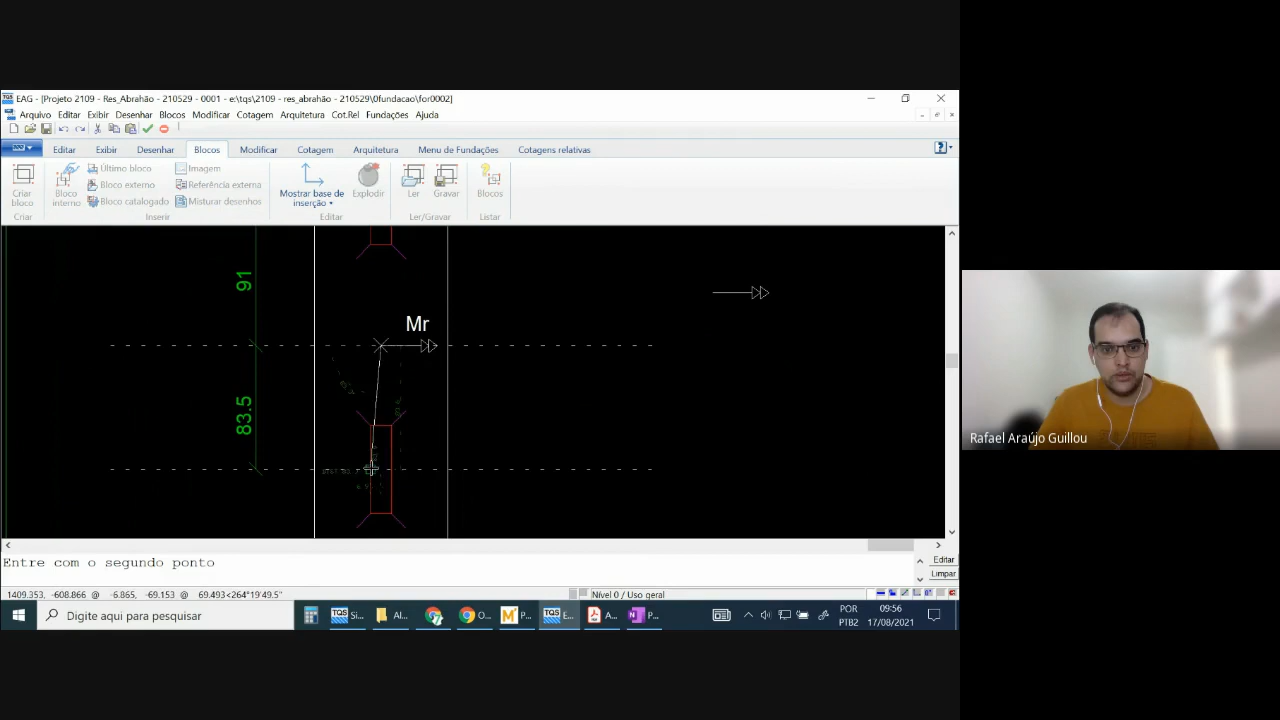 EAG - [Projeto 2109 - Res_Abrahão - 210529 - 0001 - e:\tqs\2109 - res_abrahão - 210529\0fundacao\for0002]
Arquivo Editar Exibir Desenhar Blocos Modificar Cotagem Arquitetura Cot.Rel Fundações Ajuda
Editar Exibir Desenhar Blocos Modificar Cotagem Arquitetura Menu de Fundações Cotagens relativas
Criar bloco
Bloco interno
Último bloco
Bloco externo
Bloco catalogado
Imagem
Referência externa
Misturar desenhos
Mostrar base de inserção
Explodir
Ler
Gravar
Blocos
Criar Inserir Editar Ler/Gravar Listar
91
Mr
83.5
Rafael Araújo Guillou
Entre com o segundo ponto
Editar
Limpar
1409.353, -608.866 @ -6.865, -69.153 @ 69.493<264°19'49.5"
Nível 0 / Uso geral
Digite aqui para pesquisar
TQS Si...
Al...
O...
P...
TQS E...
A...
P...
POR
PTB2
09:56
17/08/2021